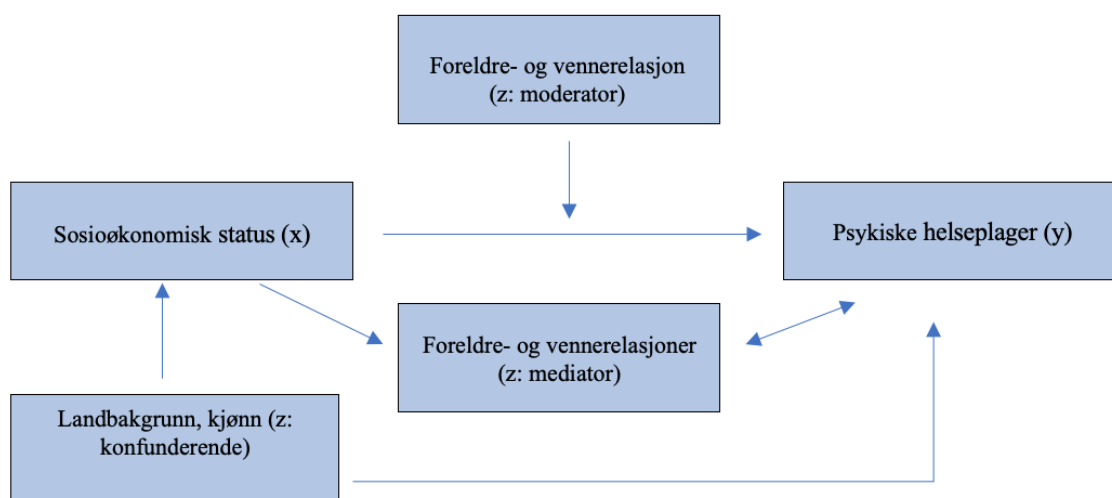 Foreldre- og vennerelasjon
(z: moderator)
Sosioøkonomisk status (x)
Psykiske helseplager (y)
Foreldre- og vennerelasjoner
(z: mediator)
Landbakgrunn, kjønn (z:
konfunderende)